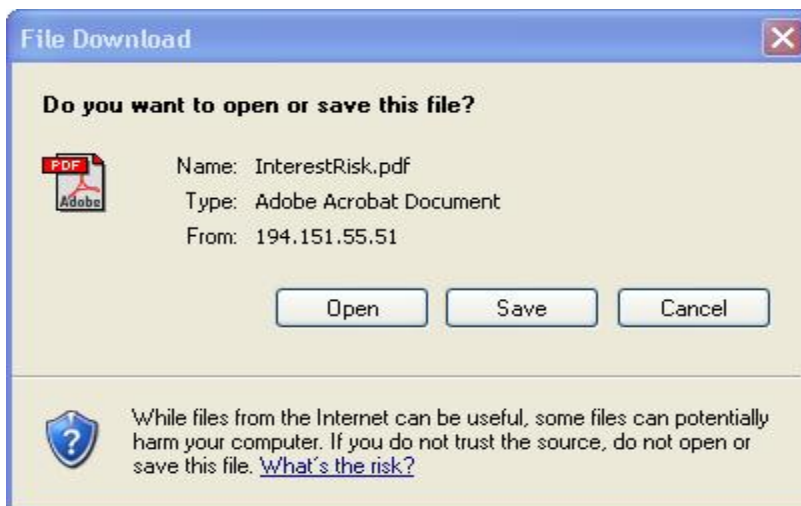 File Download
Do you want to open or save this file?
PDF
Adobe
Name: InterestRisk.pdf
Type: Adobe Acrobat Document
From: 194.151.55.51
Open Save Cancel
While files from the Internet can be useful, some files can potentially
harm your computer. If you do not trust the source, do not open or
save this file. What's the risk?